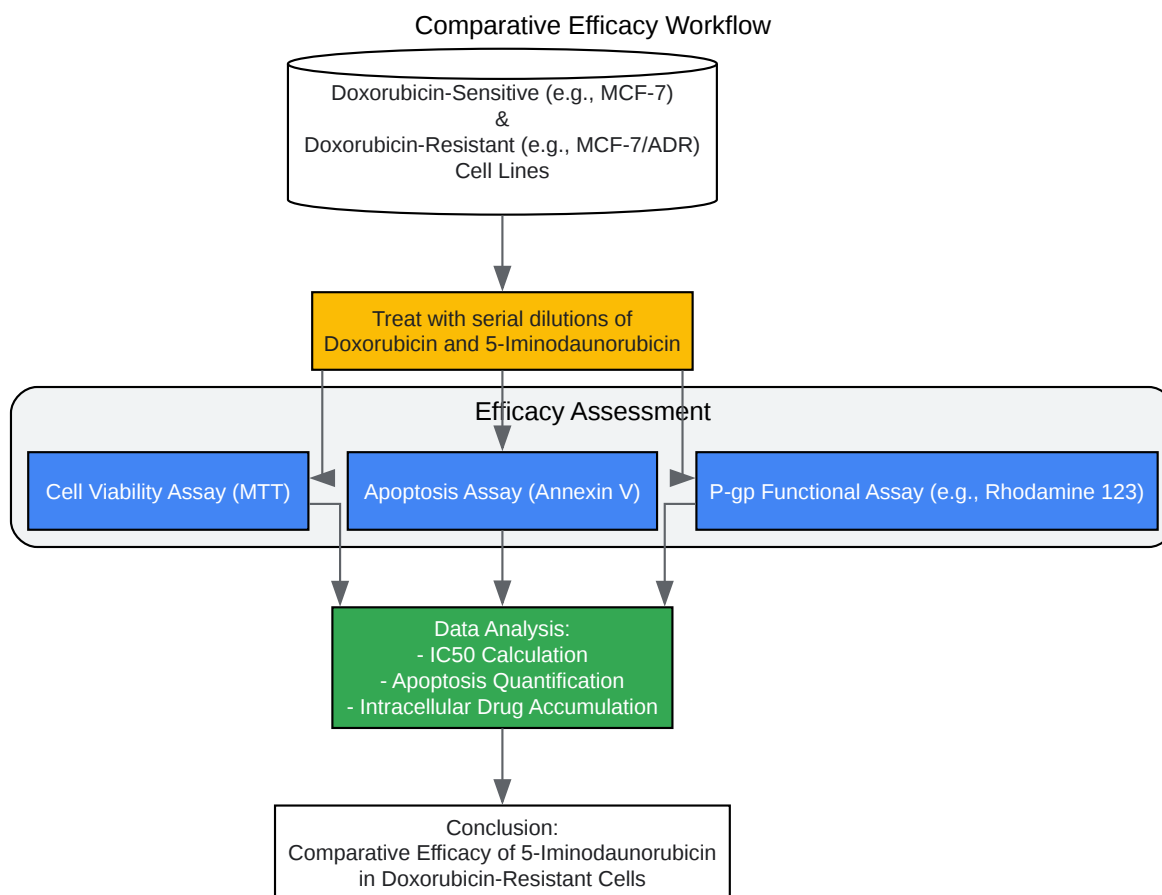 Comparative Efficacy Workflow
Doxorubicin-Sensitive (e.g., MCF-7)
&
Doxorubicin-Resistant (e.g., MCF-7/ADR)
Cell Lines
Treat with serial dilutions of
Doxorubicin and 5-Iminodaunorubicin
Efficacy Assessment
Cell Viability Assay (MTT)
Apoptosis Assay (Annexin V)
P-gp Functional Assay (e.g., Rhodamine 123)
Data Analysis:
- IC50 Calculation
- Apoptosis Quantification
- Intracellular Drug Accumulation
Conclusion:
Comparative Efficacy of 5-Iminodaunorubicin
in Doxorubicin-Resistant Cells